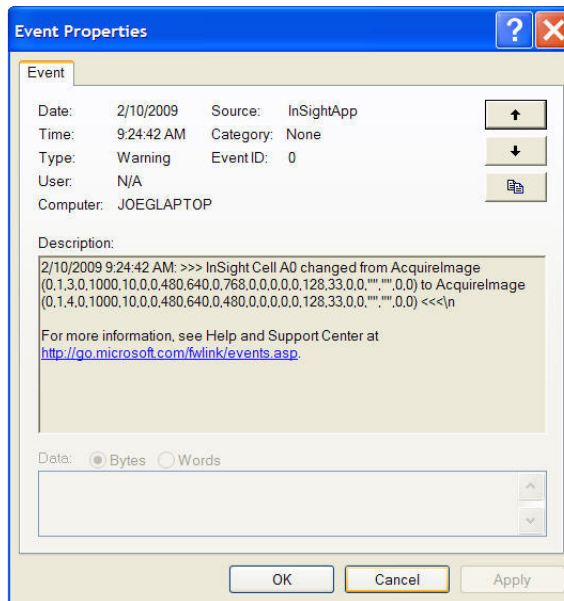 Event Properties
Event
Date: 2/10/2009 Source: InSightApp
Time: 9:24:42 AM Category: None
Type: Warning Event ID: 0
User: N/A
Computer: JOEGLAPTOP
Description:
2/10/2009 9:24:42 AM: >>> InSight Cell A0 changed from AcquireImage
(0,1,3,0,1000,10,0,0,480,640,0,768,0,0,0,0,0,128,33,0,0,"","",0,0) to AcquireImage
(0,1,4,0,1000,10,0,0,480,640,0,480,0,0,0,0,0,128,33,0,0,"","",0,0) <<<\n
For more information, see Help and Support Center at
http://go.microsoft.com/fwlink/events.asp.
Data: Bytes Words
OK Cancel Apply